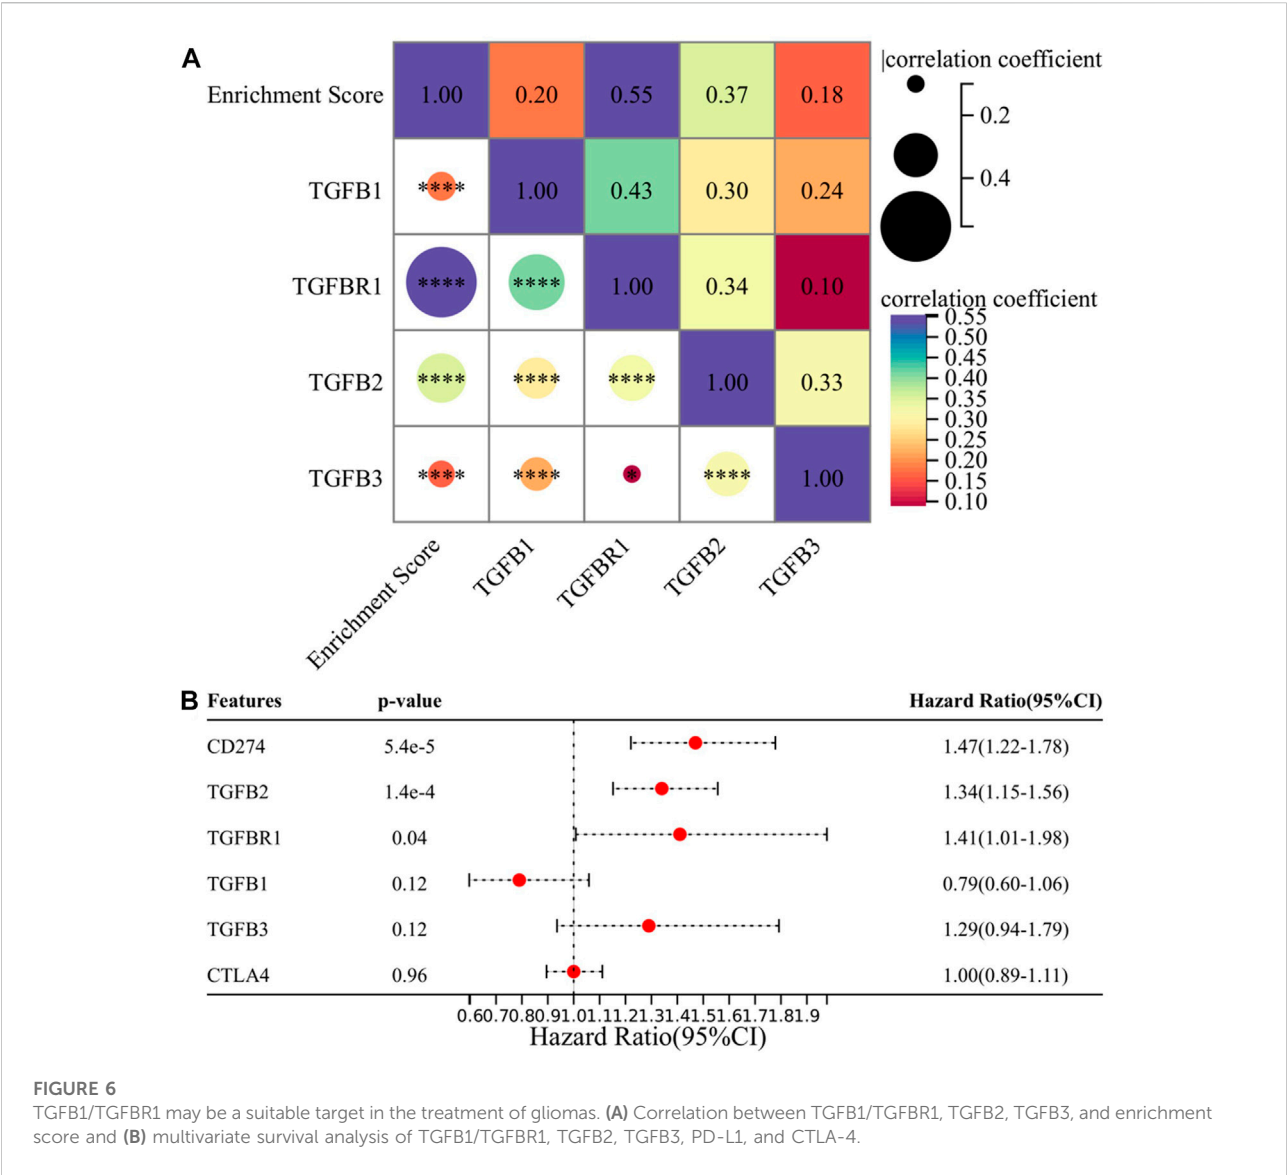 A
Enrichment Score 1.00 0.20 0.55 0.37 0.18
TGFB1 **** 1.00 0.43 0.30 0.24
TGFBR1 **** **** 1.00 0.34 0.10
TGFB2 **** **** **** 1.00 0.33
TGFB3 **** **** * **** 1.00
Enrichment Score TGFB1 TGFBR1 TGFB2 TGFB3
|correlation coefficient
0.2
0.4
correlation coefficient
0.55
0.50
0.45
0.40
0.35
0.30
0.25
0.20
0.15
0.10
B Features p-value Hazard Ratio(95%CI)
CD274 5.4e-5 1.47(1.22-1.78)
TGFB2 1.4e-4 1.34(1.15-1.56)
TGFBR1 0.04 1.41(1.01-1.98)
TGFB1 0.12 0.79(0.60-1.06)
TGFB3 0.12 1.29(0.94-1.79)
CTLA4 0.96 1.00(0.89-1.11)
0.60.70.80.91.01.11.21.31.41.51.61.71.81.9
Hazard Ratio(95%CI)
FIGURE 6
TGFB1/TGFBR1 may be a suitable target in the treatment of gliomas. (A) Correlation between TGFB1/TGFBR1, TGFB2, TGFB3, and enrichment
score and (B) multivariate survival analysis of TGFB1/TGFBR1, TGFB2, TGFB3, PD-L1, and CTLA-4.